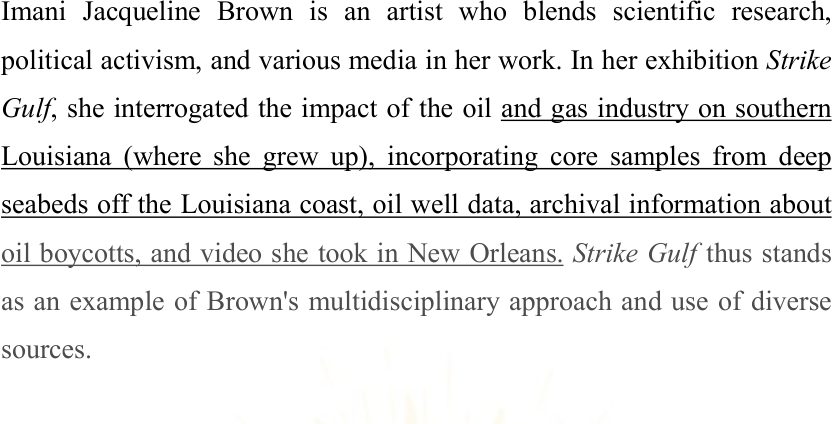 Imani Jacqueline Brown is an artist who blends scientific research,
political activism, and various media in her work. In her exhibition Strike
Gulf, she interrogated the impact of the oil and gas industry on southern
Louisiana (where she grew up), incorporating core samples from deep
seabeds off the Louisiana coast, oil well data, archival information about
oil boycotts, and video she took in New Orleans. Strike Gulf thus stands
as an example of Brown's multidisciplinary approach and use of diverse
sources.